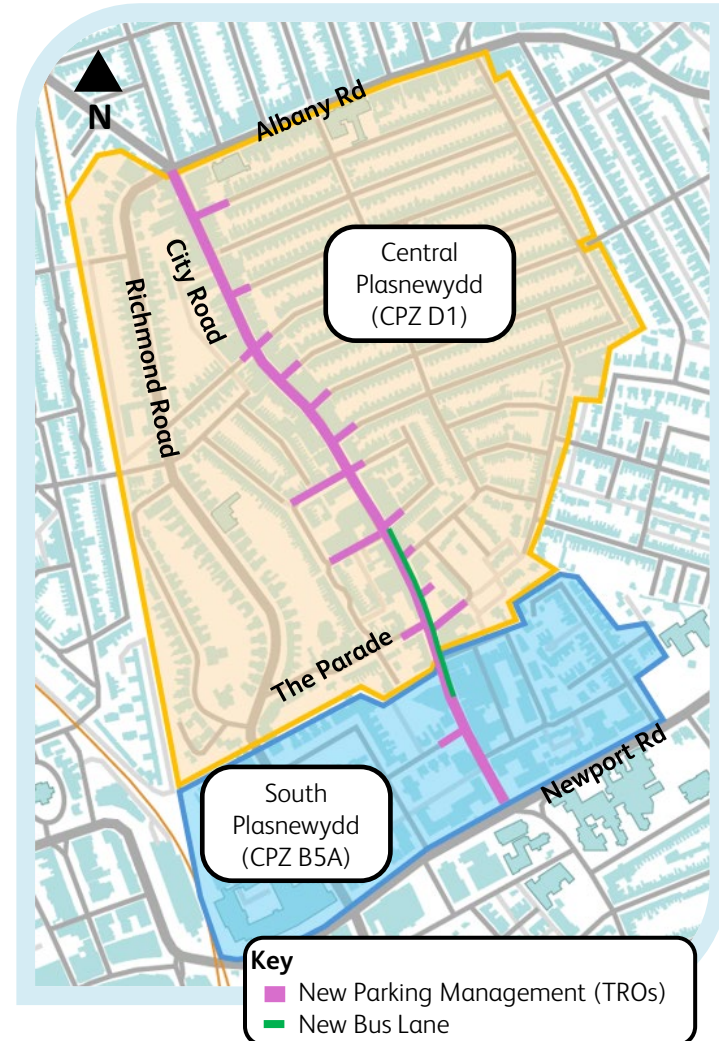 N
Albany Rd
City Road
Richmond Road
Central
Plasnewydd
(CPZ D1)
The Parade
Newport Rd
South
Plasnewydd
(CPZ B5A)
Key
New Parking Management (TROs)
New Bus Lane